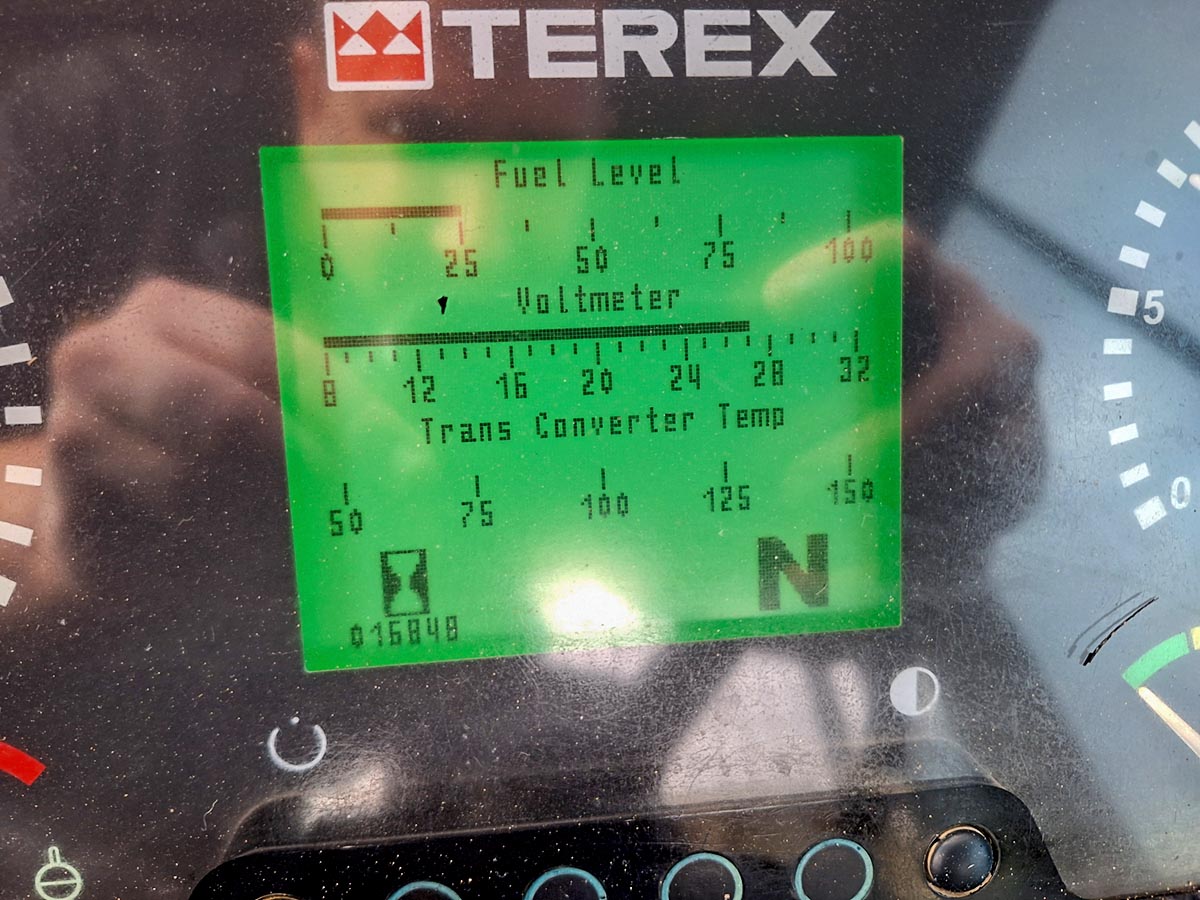 TEREX
Fuel Level
0 25 50 75 100
Voltmeter
8 12 16 20 24 28 32
Trans Converter Temp
50 75 100 125 150
N
016848
5
0